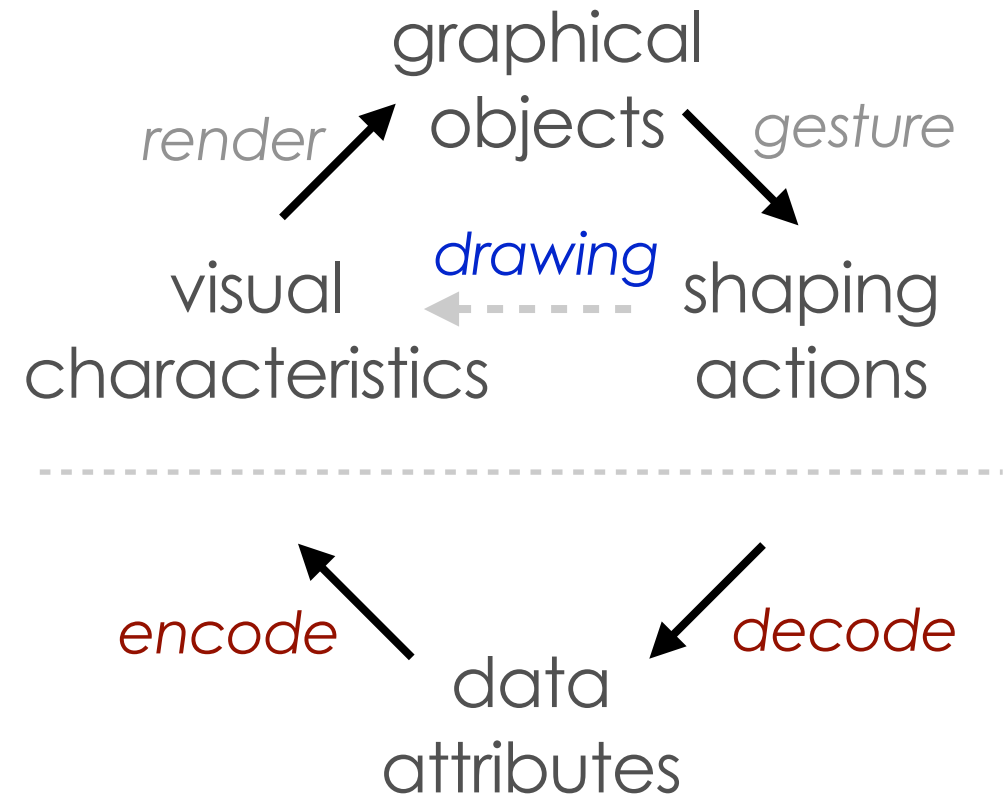 graphical
objects
render
gesture
drawing
visual
characteristics
shaping
actions
encode
decode
data
attributes